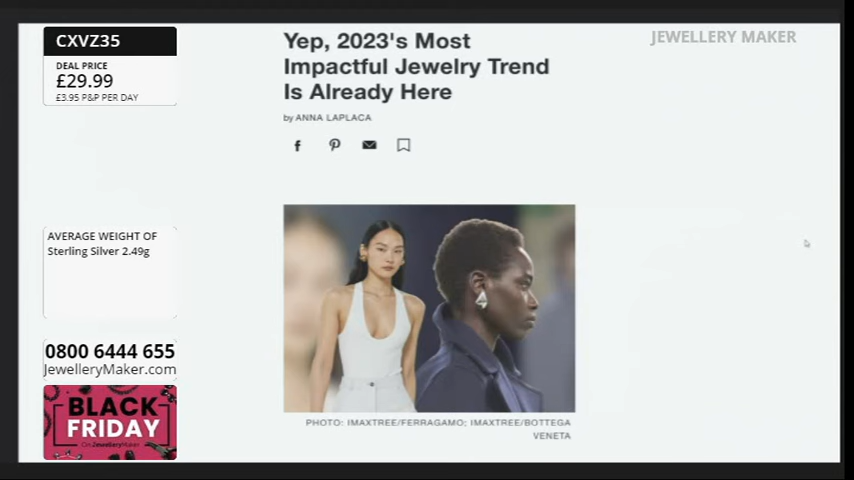 CXVZ35
DEAL PRICE
£29.99
£3.95 P&P PER DAY
AVERAGE WEIGHT OF
Sterling Silver 2.49g
0800 6444 655
JewelleryMaker.com
BLACK
FRIDAY
On JewelleryMaker
Yep, 2023's Most
Impactful Jewelry Trend
Is Already Here
by ANNA LAPLACA
PHOTO: IMAXTREE/FERRAGAMO; IMAXTREE/BOTTEGA
VENETA
JEWELLERY MAKER